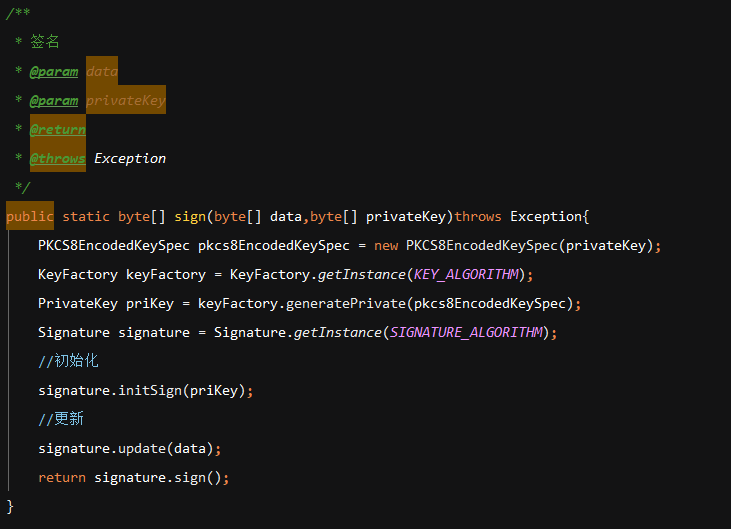 /**
 * 签名
 * @param data
 * @param privateKey
 * @return
 * @throws Exception
 */
public static byte[] sign(byte[] data,byte[] privateKey)throws Exception{
    PKCS8EncodedKeySpec pkcs8EncodedKeySpec = new PKCS8EncodedKeySpec(privateKey);
    KeyFactory keyFactory = KeyFactory.getInstance(KEY_ALGORITHM);
    PrivateKey priKey = keyFactory.generatePrivate(pkcs8EncodedKeySpec);
    Signature signature = Signature.getInstance(SIGNATURE_ALGORITHM);
    //初始化
    signature.initSign(priKey);
    //更新
    signature.update(data);
    return signature.sign();
}